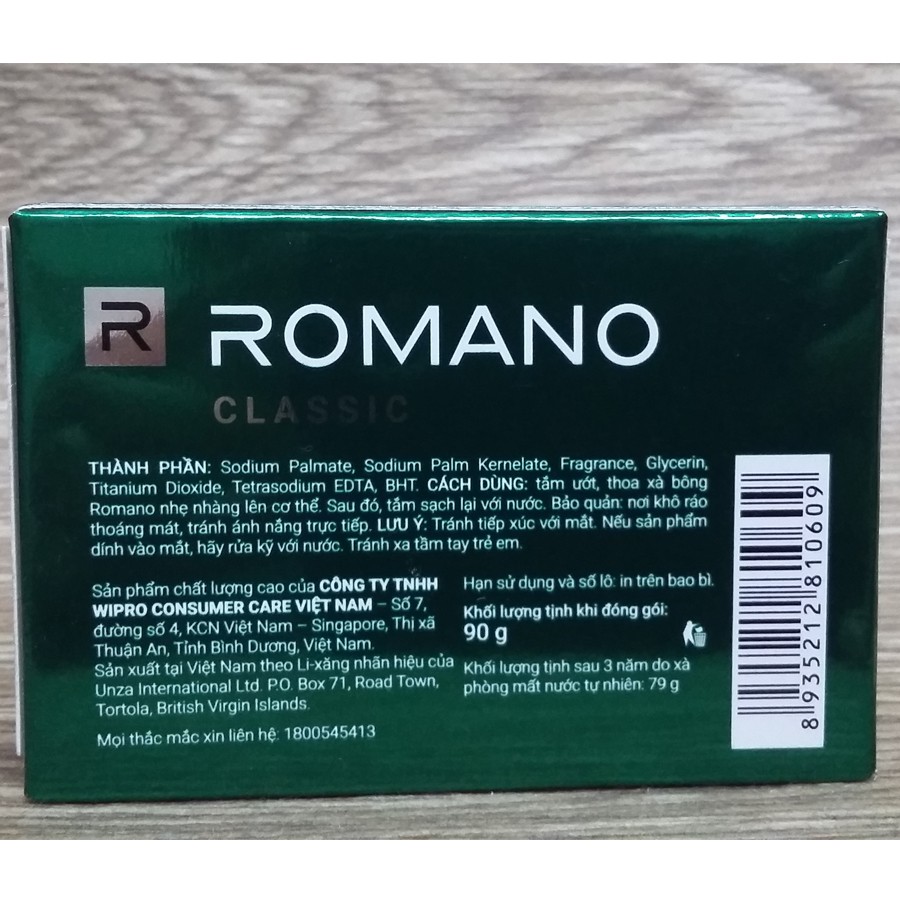 R ROMANO
CLASSIC
THÀNH PHẦN: Sodium Palmate, Sodium Palm Kernelate, Fragrance, Glycerin,
Titanium Dioxide, Tetrasodium EDTA, BHT. CÁCH DÙNG: tắm ướt, thoa xà bông
Romano nhẹ nhàng lên cơ thể. Sau đó, tắm sạch lại với nước. Bảo quản: nơi khô ráo
thoáng mát, tránh ánh nắng trực tiếp. LƯU Ý: Tránh tiếp xúc với mắt. Nếu sản phẩm
dính vào mắt, hãy rửa kỹ với nước. Tránh xa tầm tay trẻ em.
Sản phẩm chất lượng cao của CÔNG TY TNHH
WIPRO CONSUMER CARE VIỆT NAM – Số 7,
đường số 4, KCN Việt Nam – Singapore, Thị xã
Thuận An, Tỉnh Bình Dương, Việt Nam.
Sản xuất tại Việt Nam theo Li-xăng nhãn hiệu của
Unza International Ltd. P.O. Box 71, Road Town,
Tortola, British Virgin Islands.
Mọi thắc mắc xin liên hệ: 1800545413
Hạn sử dụng và số lô: in trên bao bì.
Khối lượng tịnh khi đóng gói:
90 g
Khối lượng tịnh sau 3 năm do xà
phòng mất nước tự nhiên: 79 g
8 935212 810609